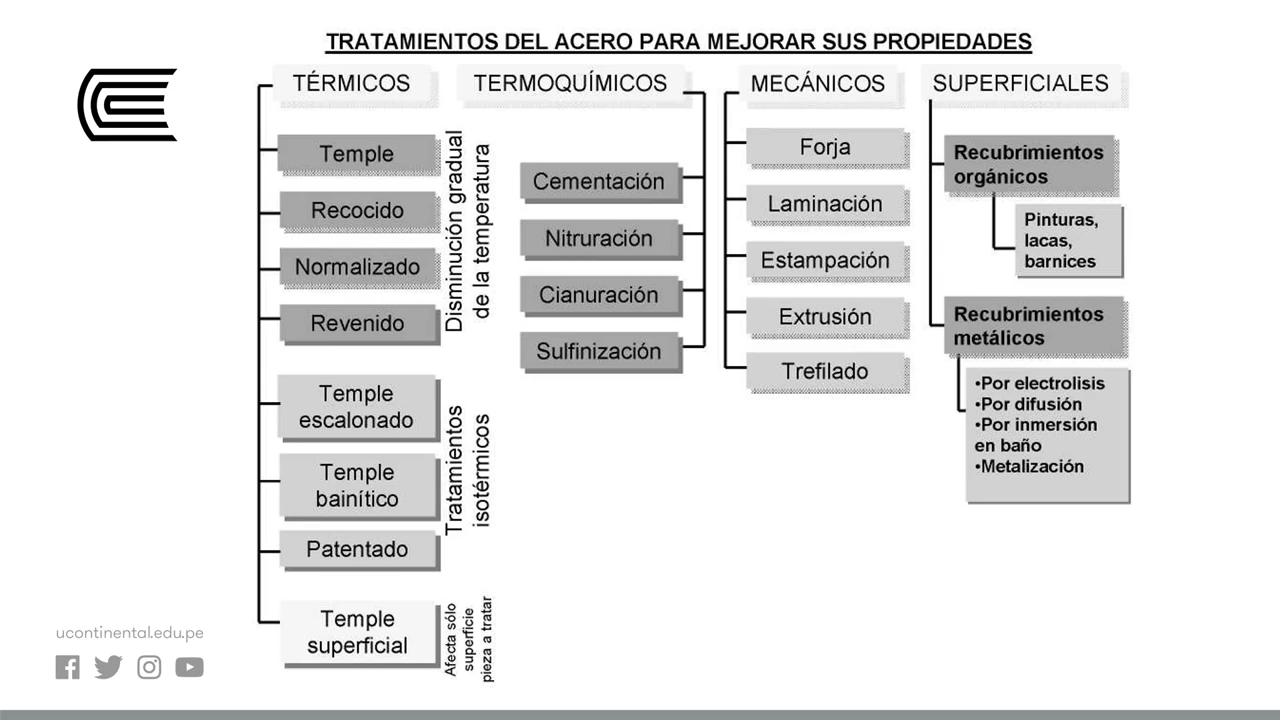 TRATAMIENTOS DEL ACERO PARA MEJORAR SUS PROPIEDADES
TÉRMICOS
Temple
Recocido
Normalizado
Revenido
Disminución gradual
de la temperatura
Temple
escalonado
Temple
bainítico
Patentado
Tratamientos
isotérmicos
Temple
superficial
Afecta sólo
superficie
pieza a tratar
TERMOQUÍMICOS
Cementación
Nitruración
Cianuración
Sulfinización
MECÁNICOS
Forja
Laminación
Estampación
Extrusión
Trefilado
SUPERFICIALES
Recubrimientos
orgánicos
Pinturas,
lacas,
barnices
Recubrimientos
metálicos
•Por electrolisis
•Por difusión
•Por inmersión
en baño
•Metalización
ucontinental.edu.pe